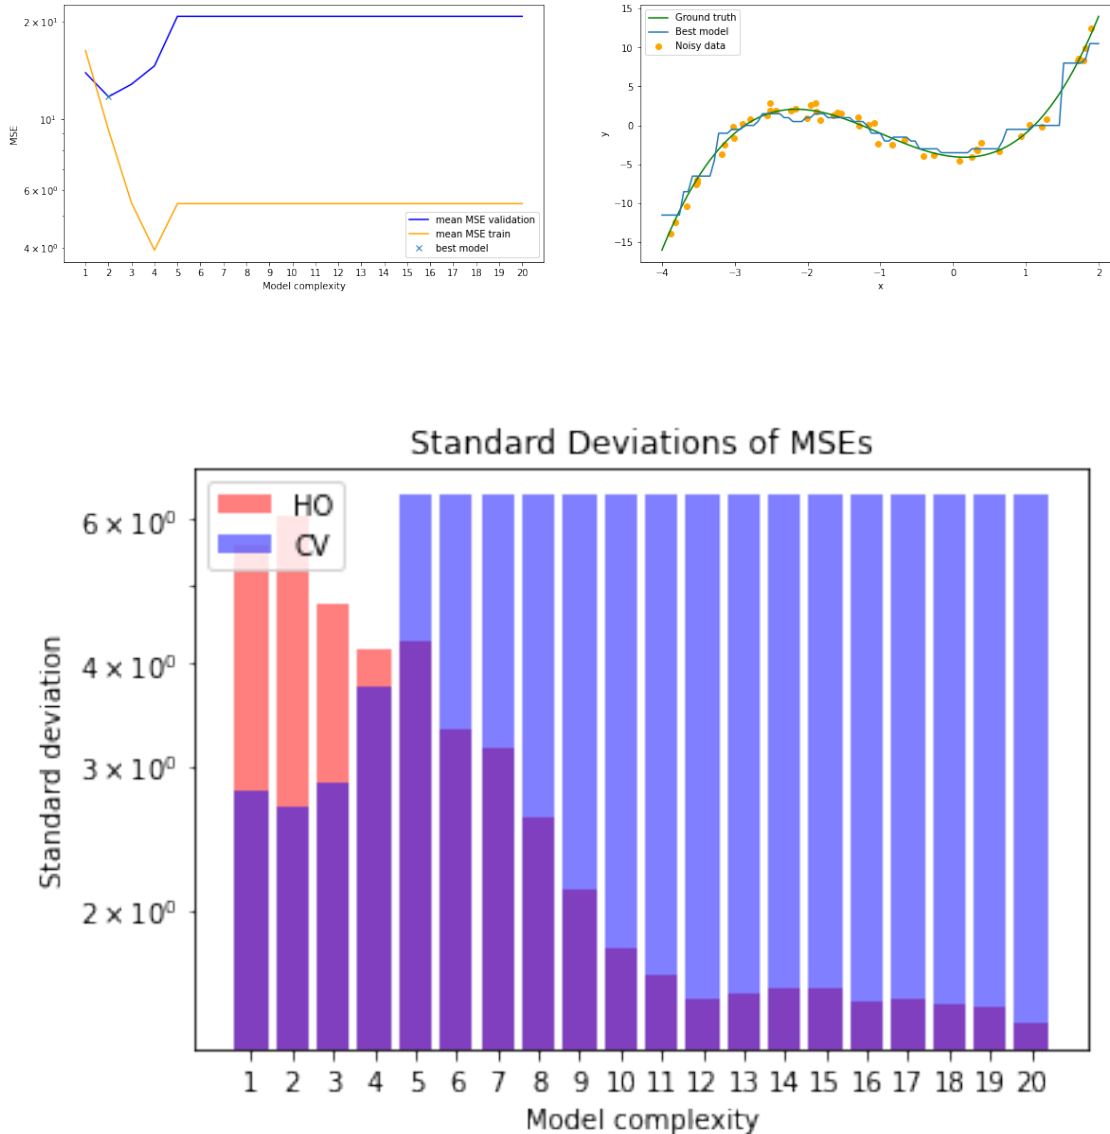 2 × 10¹
10¹
6 × 10⁰
4 × 10⁰
MSE
mean MSE validation
mean MSE train
best model
1 2 3 4 5 6 7 8 9 10 11 12 13 14 15 16 17 18 19 20
Model complexity
15
10
5
0
−5
−10
−15
y
Ground truth
Best model
Noisy data
−4 −3 −2 −1 0 1 2
x
Standard Deviations of MSEs
HO
CV
6 × 10⁰
4 × 10⁰
3 × 10⁰
2 × 10⁰
Standard deviation
1 2 3 4 5 6 7 8 9 10 11 12 13 14 15 16 17 18 19 20
Model complexity